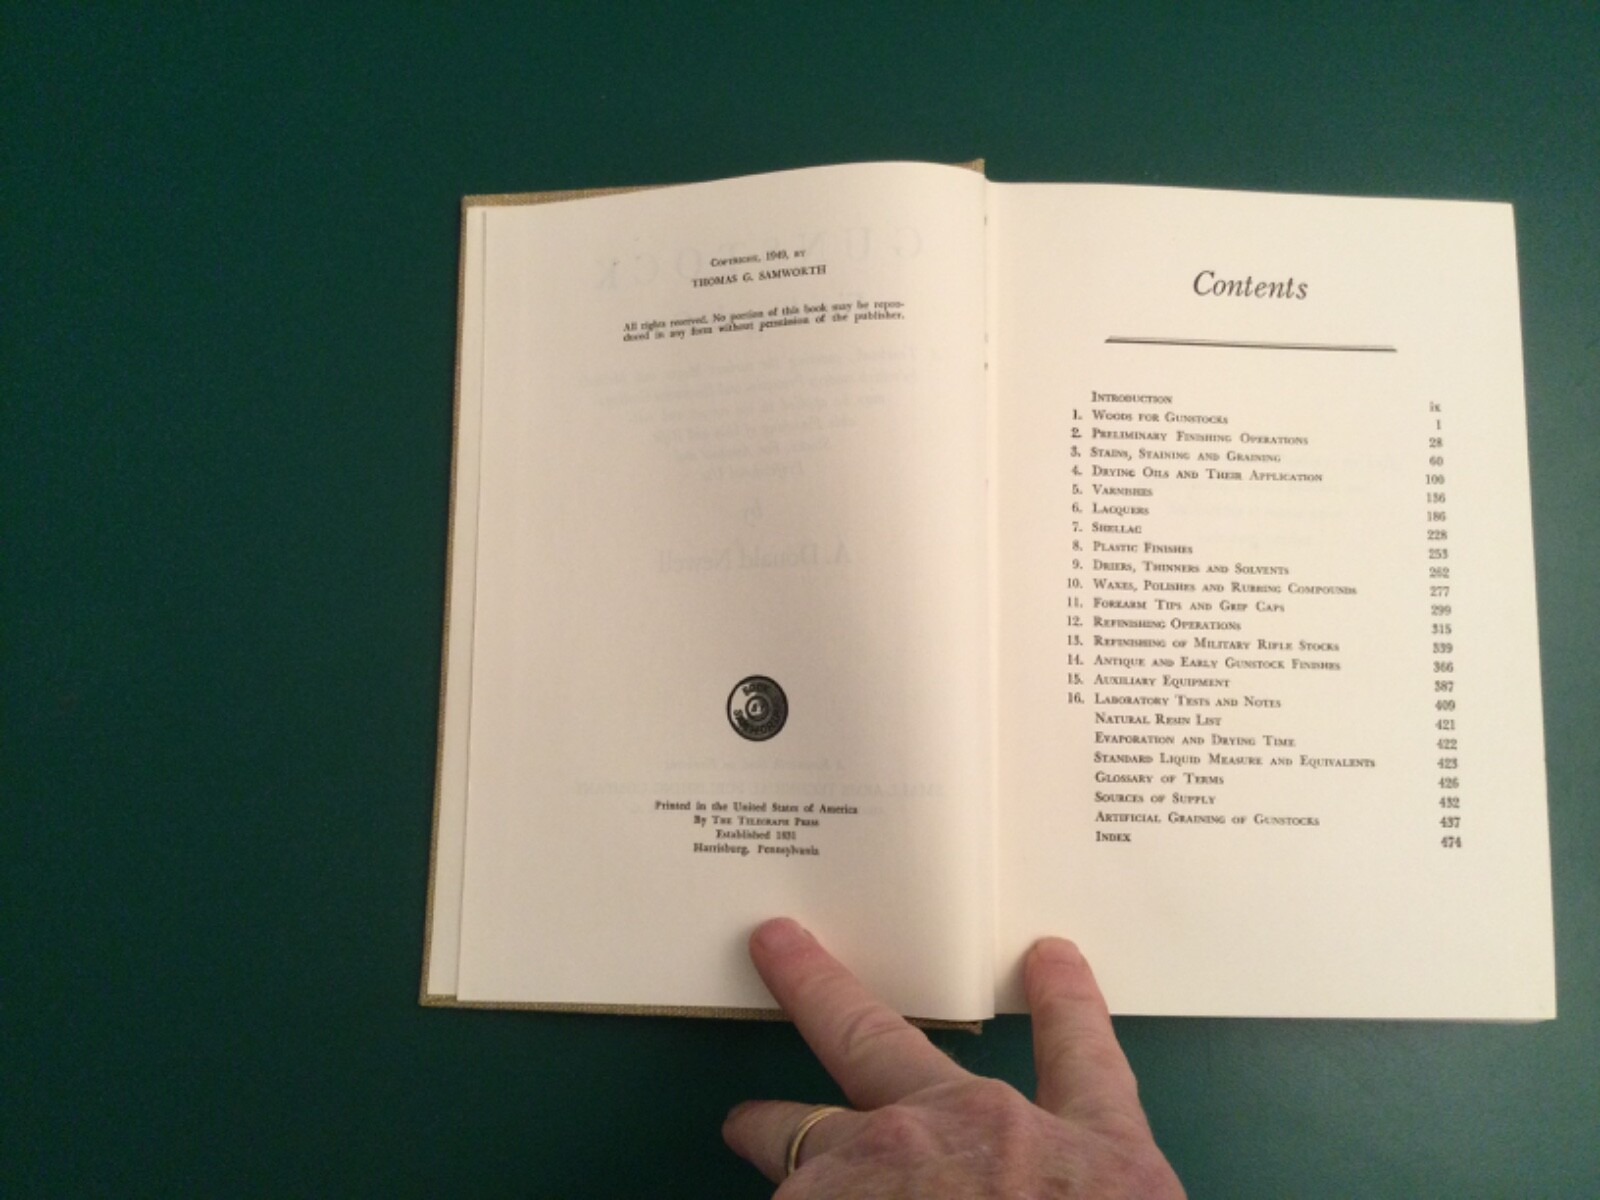 COPYRIGHT, 1949, BY
THOMAS G. SAMWORTH
All rights reserved. No portion of this book may be repro-
duced in any form without permission of the publisher.
Printed in the United States of America
By THE TELEGRAPH PRESS
Established 1831
Harrisburg, Pennsylvania
Contents
INTRODUCTION ix
1. WOODS FOR GUNSTOCKS 1
2. PRELIMINARY FINISHING OPERATIONS 28
3. STAINS, STAINING AND GRAINING 60
4. DRYING OILS AND THEIR APPLICATION 100
5. VARNISHES 136
6. LACQUERS 186
7. SHELLAC 228
8. PLASTIC FINISHES 253
9. DRIERS, THINNERS AND SOLVENTS 262
10. WAXES, POLISHES AND RUBBING COMPOUNDS 277
11. FOREARM TIPS AND GRIP CAPS 299
12. REFINISHING OPERATIONS 315
13. REFINISHING OF MILITARY RIFLE STOCKS 339
14. ANTIQUE AND EARLY GUNSTOCK FINISHES 366
15. AUXILIARY EQUIPMENT 387
16. LABORATORY TESTS AND NOTES 409
NATURAL RESIN LIST 421
EVAPORATION AND DRYING TIME 422
STANDARD LIQUID MEASURE AND EQUIVALENTS 423
GLOSSARY OF TERMS 426
SOURCES OF SUPPLY 432
ARTIFICIAL GRAINING OF GUNSTOCKS 437
INDEX 474